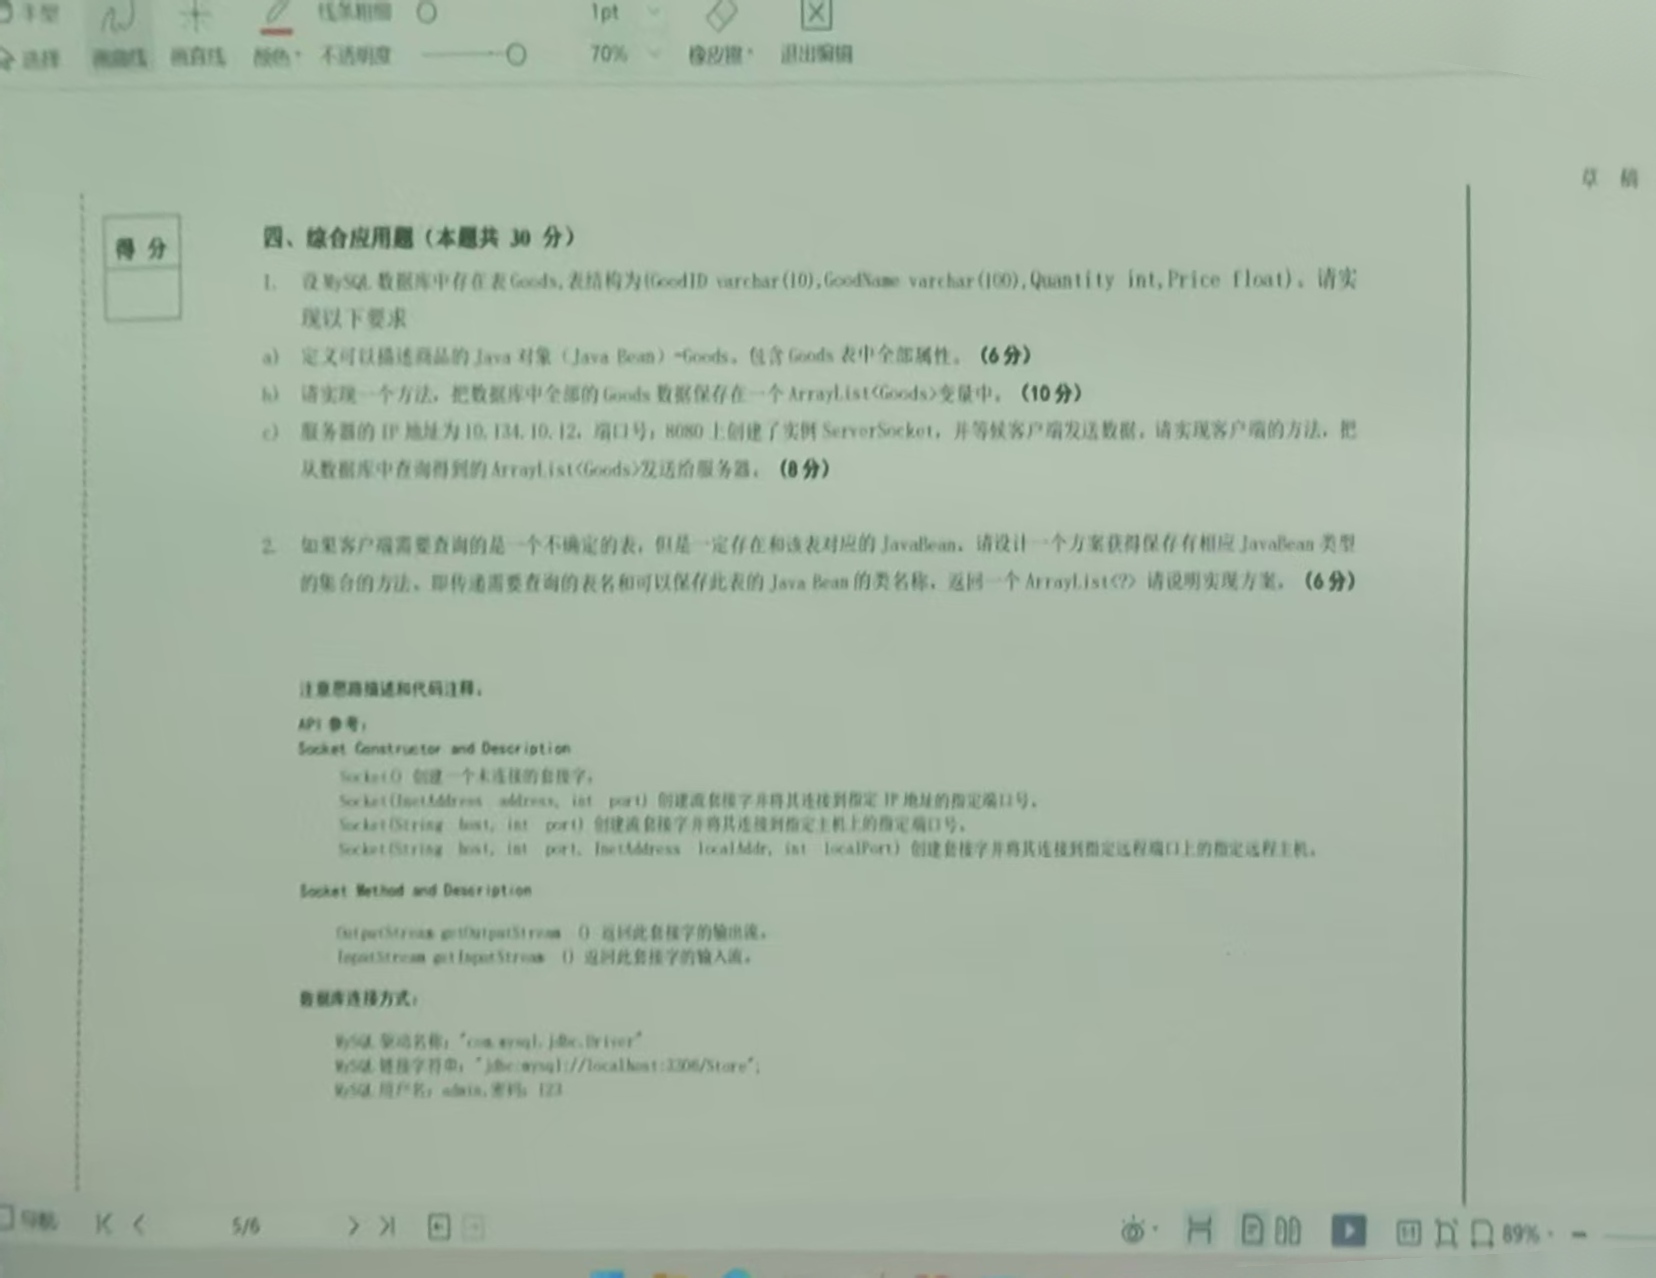 手型 线条粗细 1pt
选择 画曲线 画直线 颜色 不透明度 70% 橡皮擦 退出编辑
草 稿
得 分
四、综合应用题（本题共 30 分）
1. 设 MySQL 数据库中存在表 Goods,表结构为(GoodID varchar(10),GoodName varchar(100),Quantity int,Price float)。请实
现以下要求
a) 定义可以描述商品的 Java 对象（Java Bean）-Goods。包含 Goods 表中全部属性。（6 分）
b) 请实现一个方法，把数据库中全部的 Goods 数据保存在一个 ArrayList<Goods>变量中。（10 分）
c) 服务器的 IP 地址为 10.134.10.12，端口号：8080 上创建了实例 ServerSocket，并等候客户端发送数据，请实现客户端的方法，把
从数据库中查询得到的 ArrayList<Goods>发送给服务器。（8 分）
2. 如果客户端需要查询的是一个不确定的表，但是一定存在和该表对应的 JavaBean。请设计一个方案获得保存有相应 JavaBean 类型
的集合的方法。即传递需要查询的表名和可以保存此表的 Java Bean 的类名称，返回一个 ArrayList<?> 请说明实现方案。（6 分）
注意思路描述和代码注释。
API 参考：
Socket Constructor and Description
Socket() 创建一个未连接的套接字。
Socket(InetAddress address, int port) 创建流套接字并将其连接到指定 IP 地址的指定端口号。
Socket(String host, int port) 创建流套接字并将其连接到指定主机上的指定端口号。
Socket(String host, int port, InetAddress localAddr, int localPort) 创建套接字并将其连接到指定远程端口上的指定远程主机。
Socket Method and Description
OutputStream getOutputStream () 返回此套接字的输出流。
InputStream getInputStream () 返回此套接字的输入流。
数据库连接方式：
MySQL 驱动名称："com.mysql.jdbc.Driver"
MySQL 链接字符串："jdbc:mysql://localhost:3306/Store";
MySQL 用户名：admin,密码：123
导航 5/6 89%